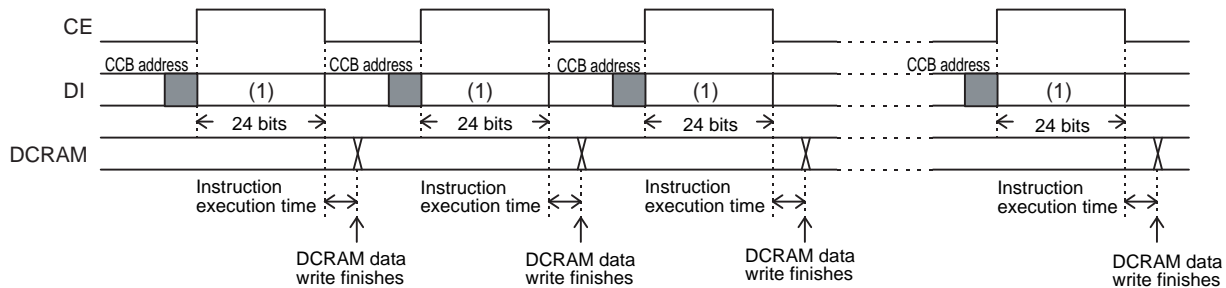 CE
CCB address CCB address CCB address CCB address
DI (1) (1) (1) (1)
24 bits 24 bits 24 bits 24 bits
DCRAM
Instruction Instruction Instruction Instruction
execution time execution time execution time execution time
DCRAM data DCRAM data DCRAM data DCRAM data
write finishes write finishes write finishes write finishes